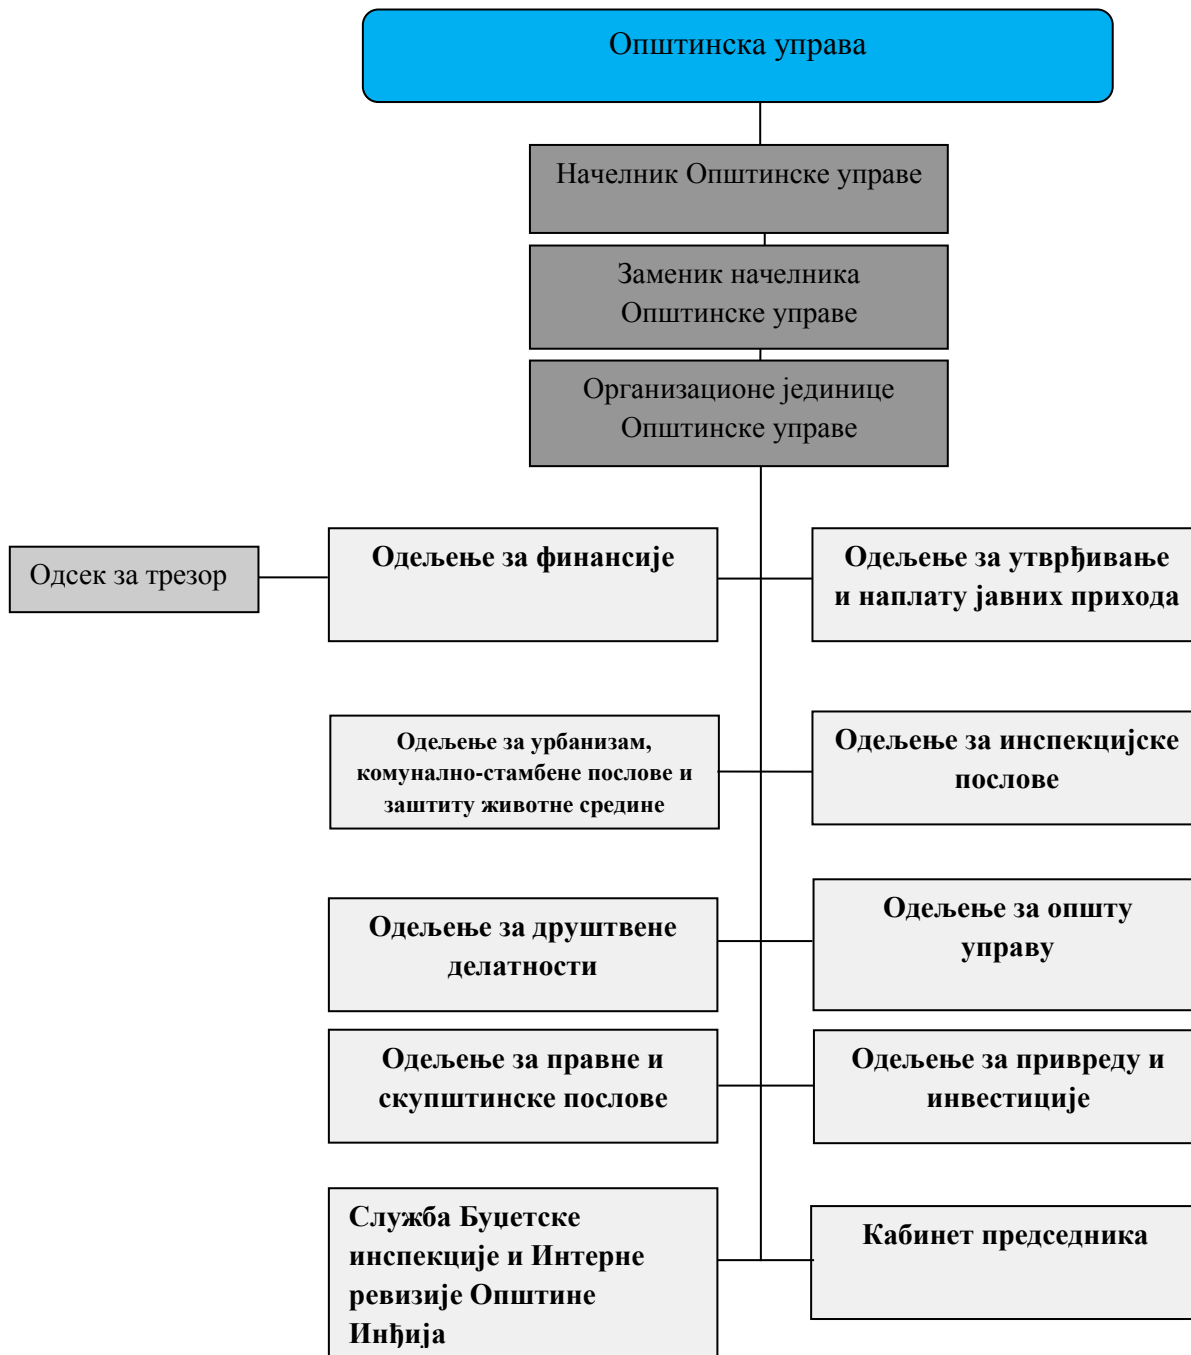 Општинска управа
Начелник Општинске управе
Заменик начелника
Општинске управе
Организационе јединице
Општинске управе
Одсек за трезор
Одељење за финансије
Одељење за утврђивање
и наплату јавних прихода
Одељење за урбанизам,
комунално-стамбене послове и
заштиту животне средине
Одељење за инспекцијске
послове
Одељење за друштвене
делатности
Одељење за општу
управу
Одељење за правне и
скупштинске послове
Одељење за привреду и
инвестиције
Служба Буџетске
инспекције и Интерне
ревизије Општине
Инђија
Кабинет председника